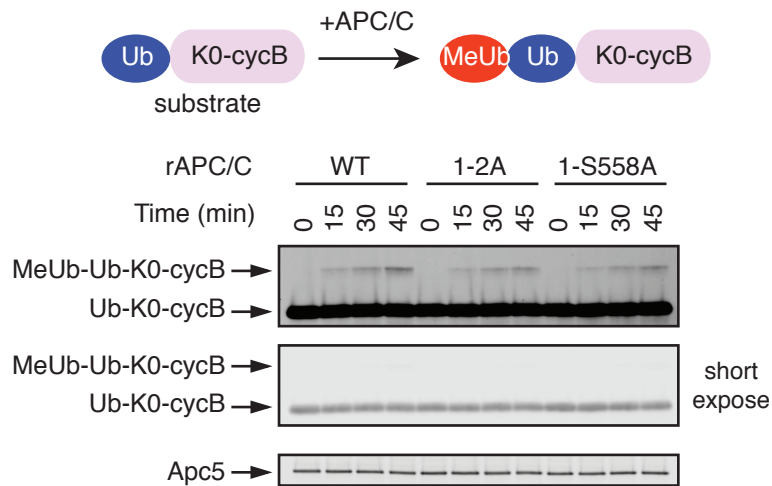 +APC/C
Ub K0-cycB MeUb Ub K0-cycB
substrate
rAPC/C WT 1-2A 1-S558A
Time (min) 0 15 30 45 0 15 30 45 0 15 30 45
MeUb-Ub-K0-cycB
Ub-K0-cycB
MeUb-Ub-K0-cycB
short
Ub-K0-cycB
expose
Apc5